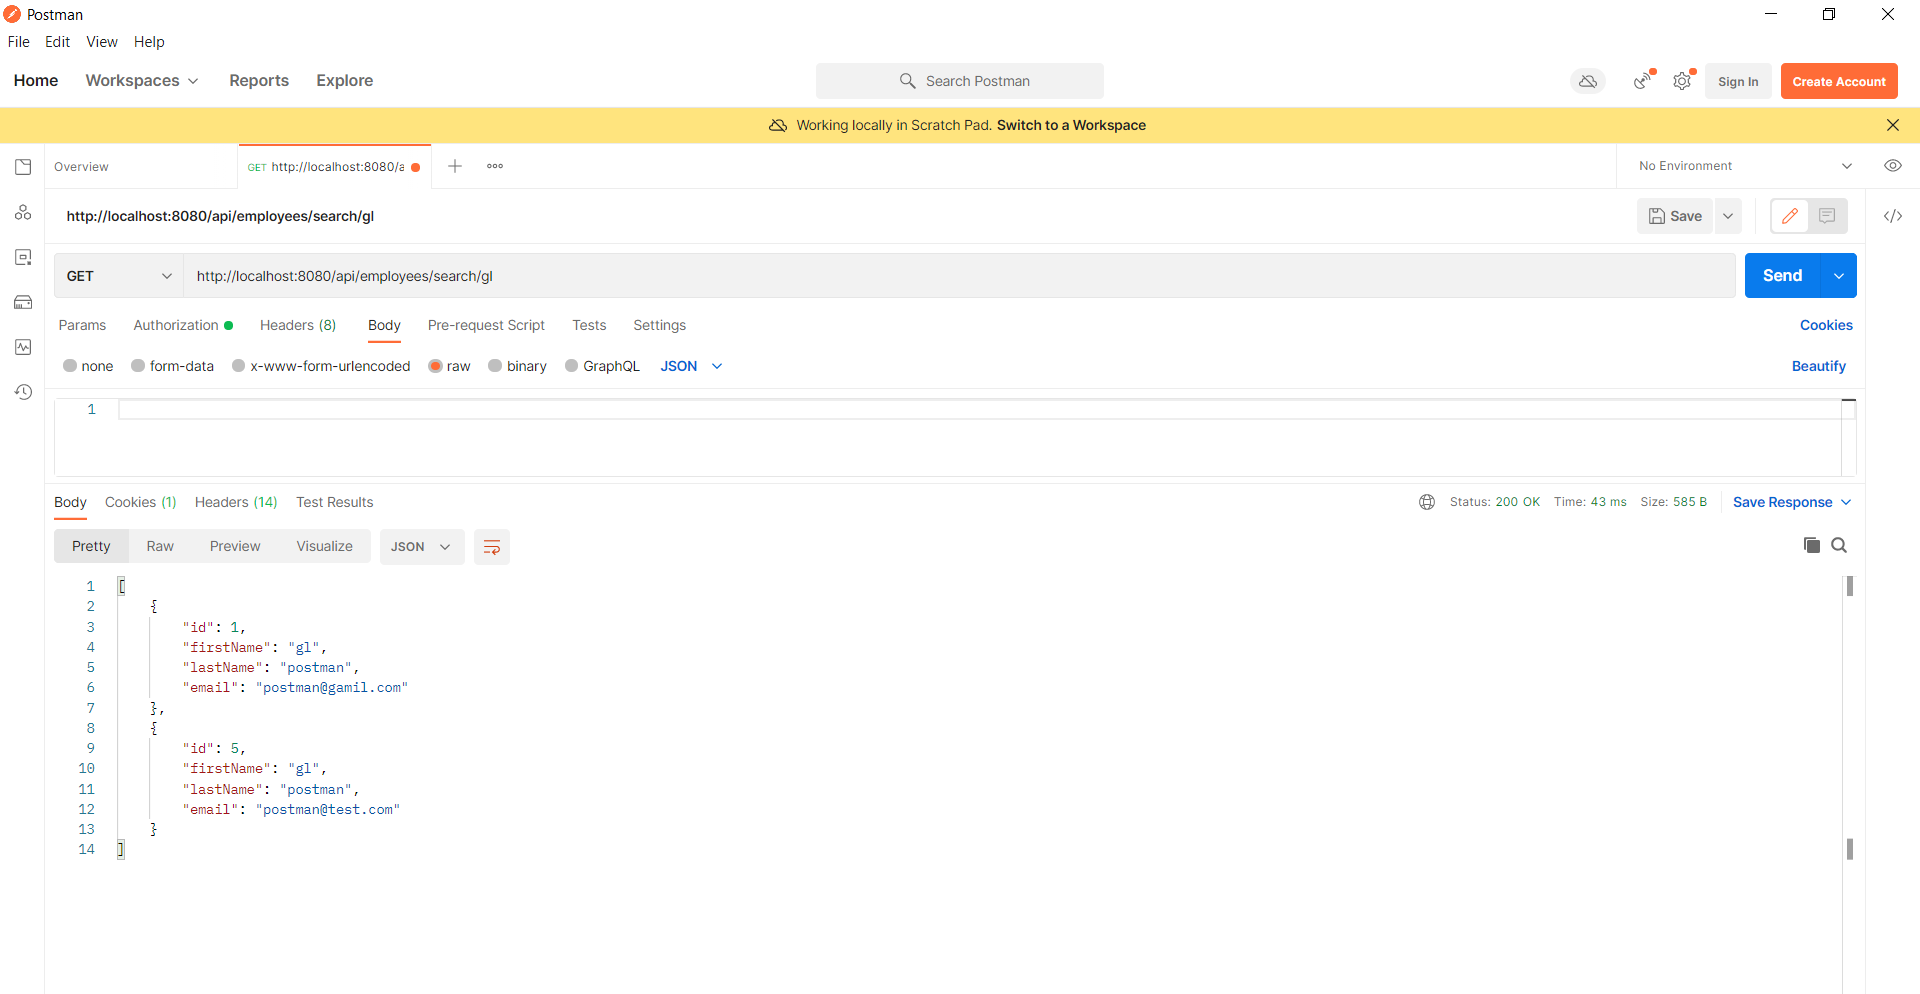 Postman
File Edit View Help
Home Workspaces Reports Explore Search Postman Sign In Create Account
Working locally in Scratch Pad. Switch to a Workspace
Overview GET http://localhost:8080/a No Environment
http://localhost:8080/api/employees/search/gl Save
GET http://localhost:8080/api/employees/search/gl Send
Params Authorization Headers (8) Body Pre-request Script Tests Settings Cookies
none form-data x-www-form-urlencoded raw binary GraphQL JSON Beautify
1
Body Cookies (1) Headers (14) Test Results Status: 200 OK Time: 43 ms Size: 585 B Save Response
Pretty Raw Preview Visualize JSON
1 [
2 {
3 "id": 1,
4 "firstName": "gl",
5 "lastName": "postman",
6 "email": "postman@gamil.com"
7 },
8 {
9 "id": 5,
10 "firstName": "gl",
11 "lastName": "postman",
12 "email": "postman@test.com"
13 }
14 ]